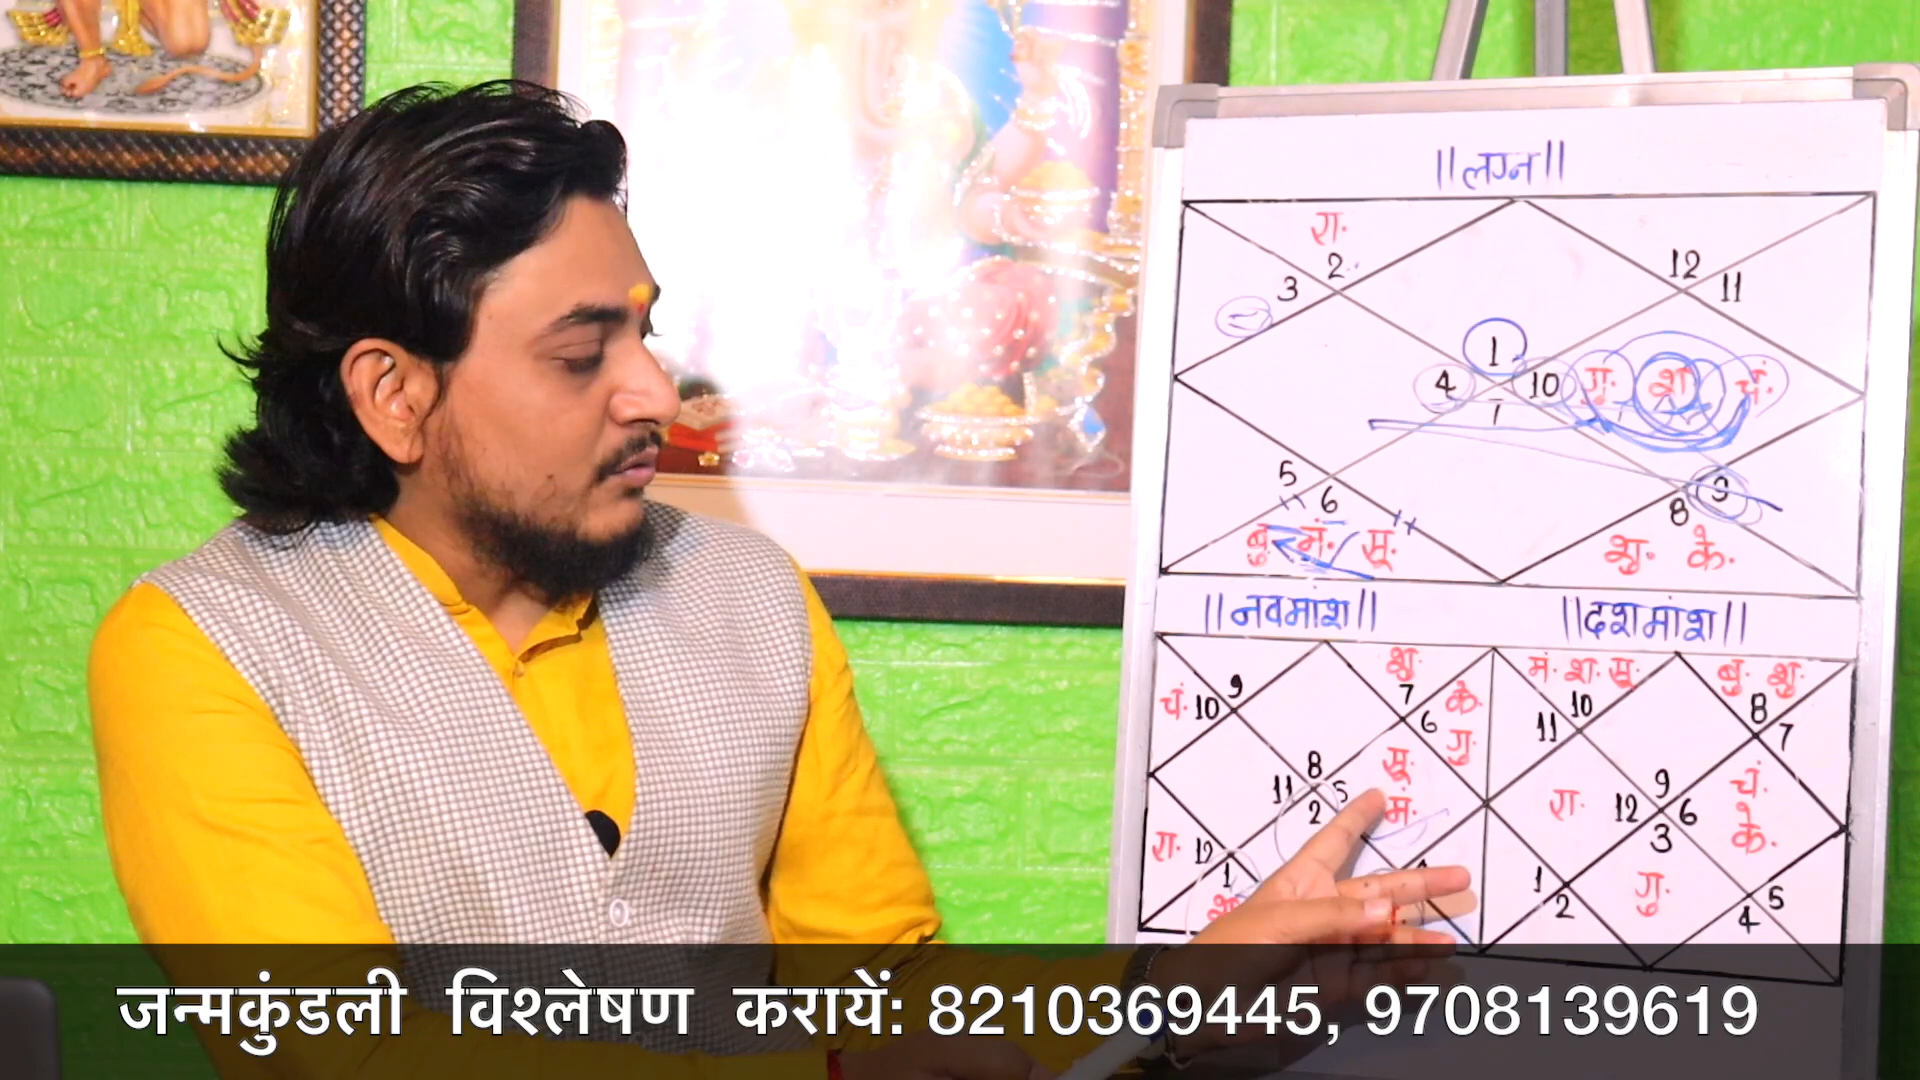 ||लग्न||
रा.
2
12
3
11
1
4
10 गु. श चं.
7
5
6
9
8
बु. मं. सू.
शु. के.
||नवमांश||
||दशमांश||
शु.
7
के.
9
चं. 10
6
गु.
8
सू.
11
5
2
मं.
रा. 12
1
मं. श. सू.
बु. शु.
10
8
11
7
रा. 12
9
6
चं.
के.
3
गु.
1
2
5
4
जन्मकुंडली विश्लेषण करायें: 8210369445, 9708139619